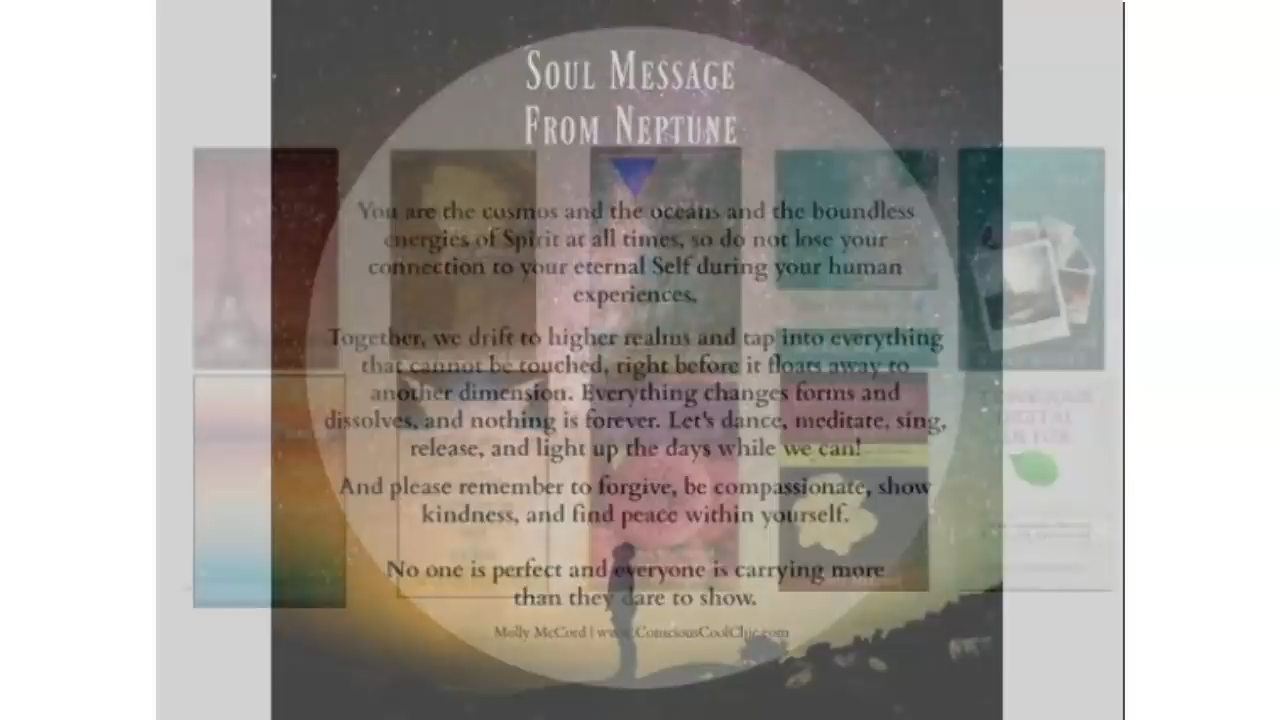 SOUL MESSAGE
FROM NEPTUNE
You are the cosmos and the oceans and the boundless
energies of Spirit at all times, so do not lose your
connection to your eternal Self during your human
experiences.
Together, we drift to higher realms and tap into everything
that cannot be touched, right before it floats away to
another dimension. Everything changes forms and
dissolves, and nothing is forever. Let's dance, meditate, sing,
release, and light up the days while we can!
And please remember to forgive, be compassionate, show
kindness, and find peace within yourself.
No one is perfect and everyone is carrying more
than they dare to show.
Molly McCord | www.ConsciousCoolChic.com
DIGITAL
DETOX